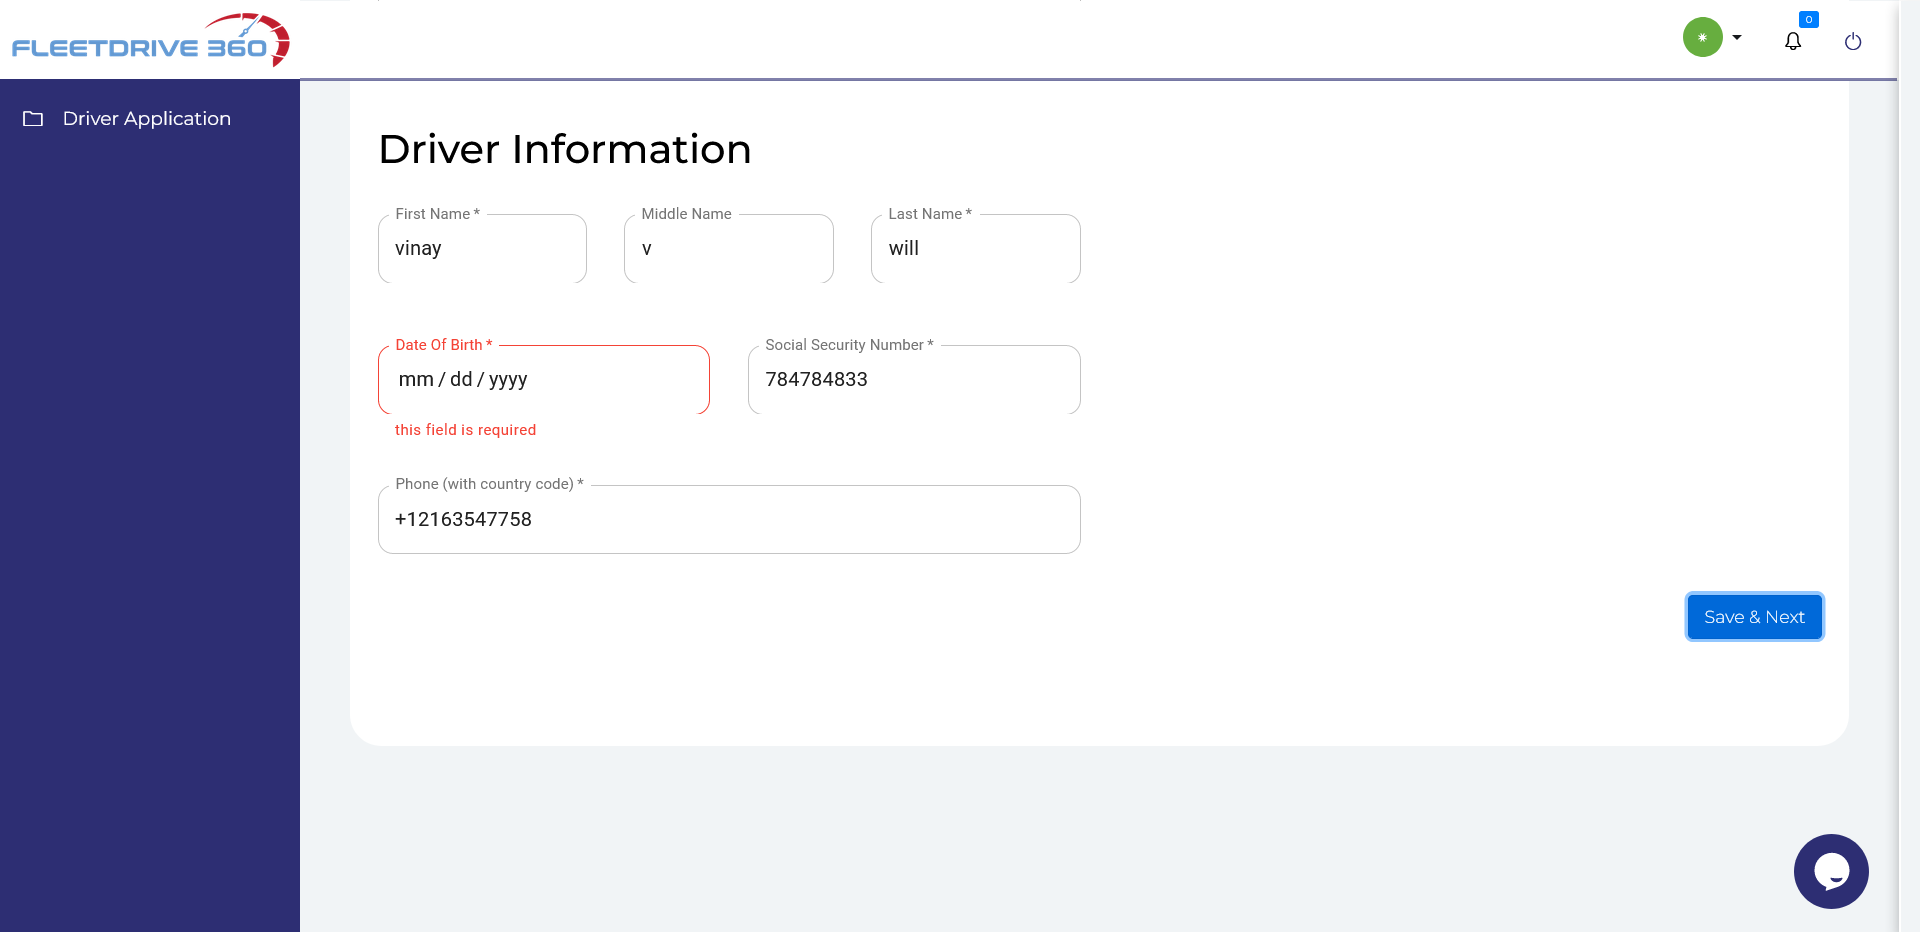 FLEETDRIVE 360
0
Driver Application
Driver Information
First Name *
vinay
Middle Name
v
Last Name *
will
Date Of Birth *
mm / dd / yyyy
this field is required
Social Security Number *
784784833
Phone (with country code) *
+12163547758
Save & Next